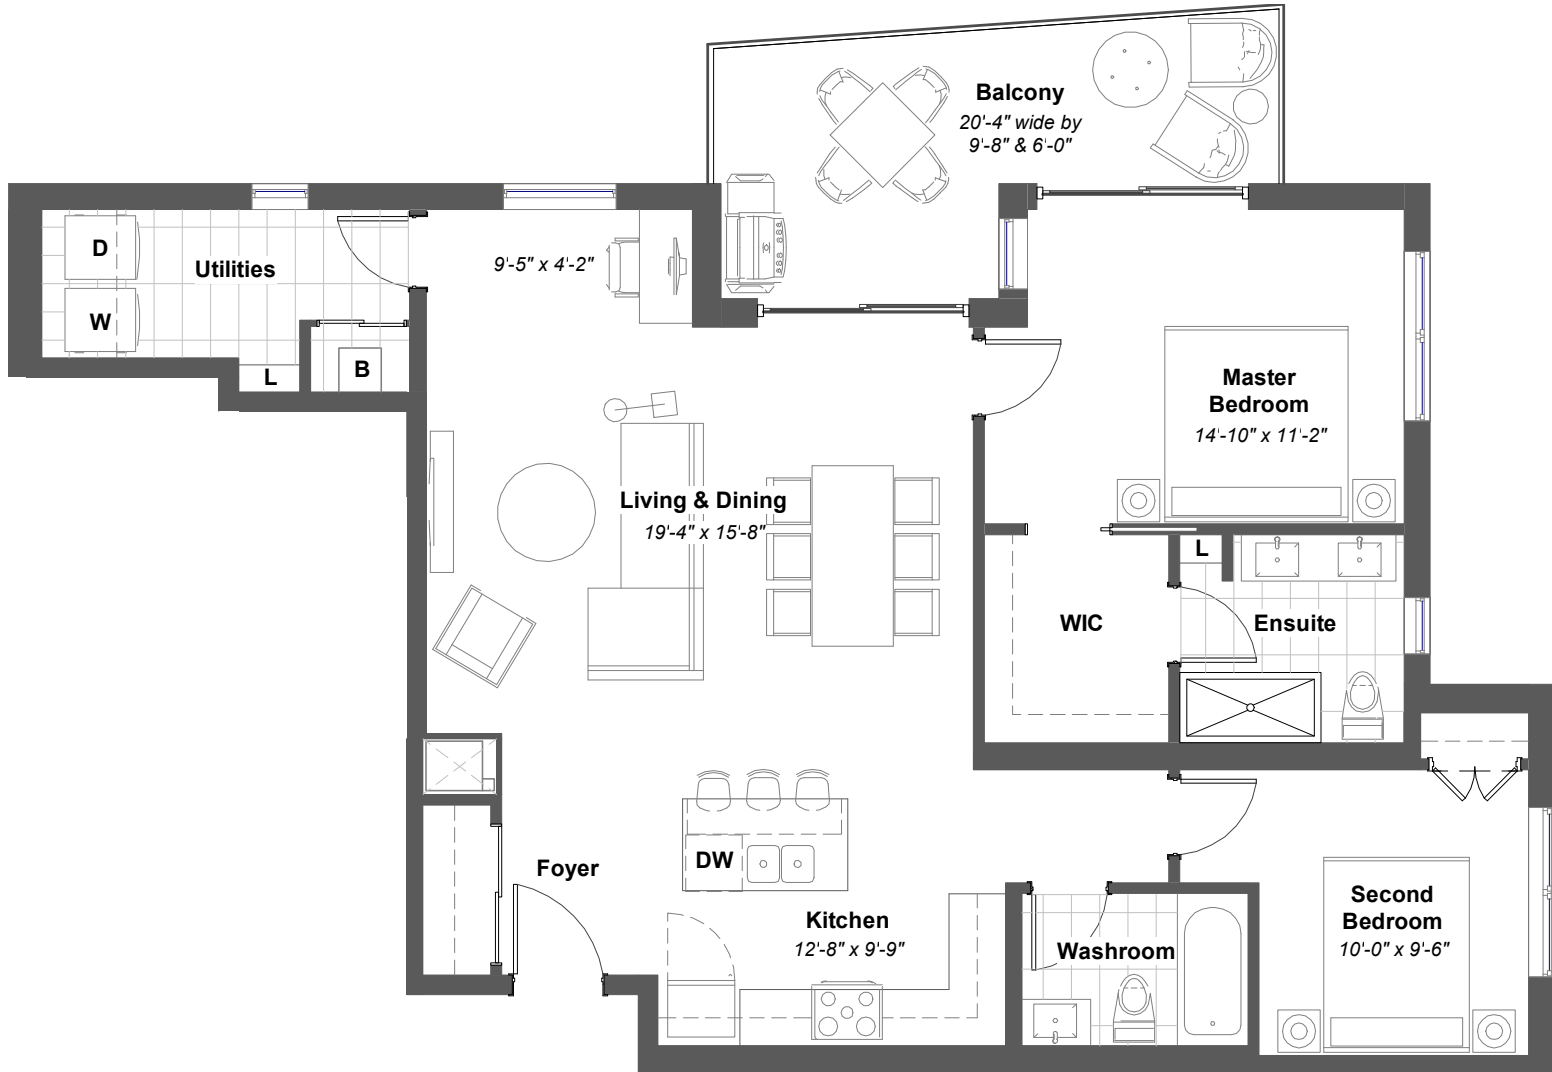 Balcony
20'-4" wide by
9'-8" & 6'-0"
D
Utilities
9'-5" x 4'-2"
W
L
B
Master
Bedroom
14'-10" x 11'-2"
Living & Dining
19'-4" x 15'-8"
L
WIC
Ensuite
DW
Foyer
Kitchen
12'-8" x 9'-9"
Washroom
Second
Bedroom
10'-0" x 9'-6"